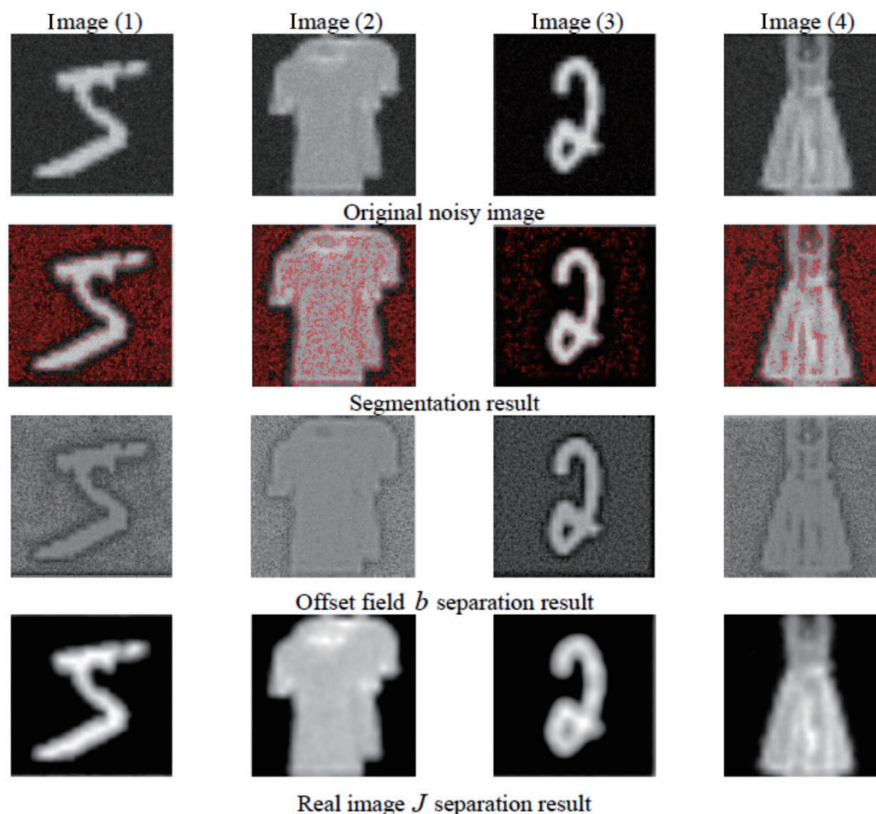 Image (1) Image (2) Image (3) Image (4)
Original noisy image
Segmentation result
Offset field b separation result
Real image J separation result